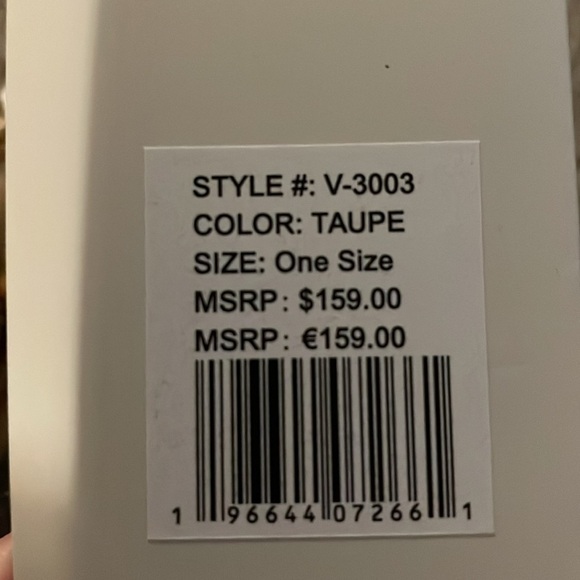 STYLE #: V-3003
COLOR: TAUPE
SIZE: One Size
MSRP: $159.00
MSRP: €159.00
1 96644 07266 1